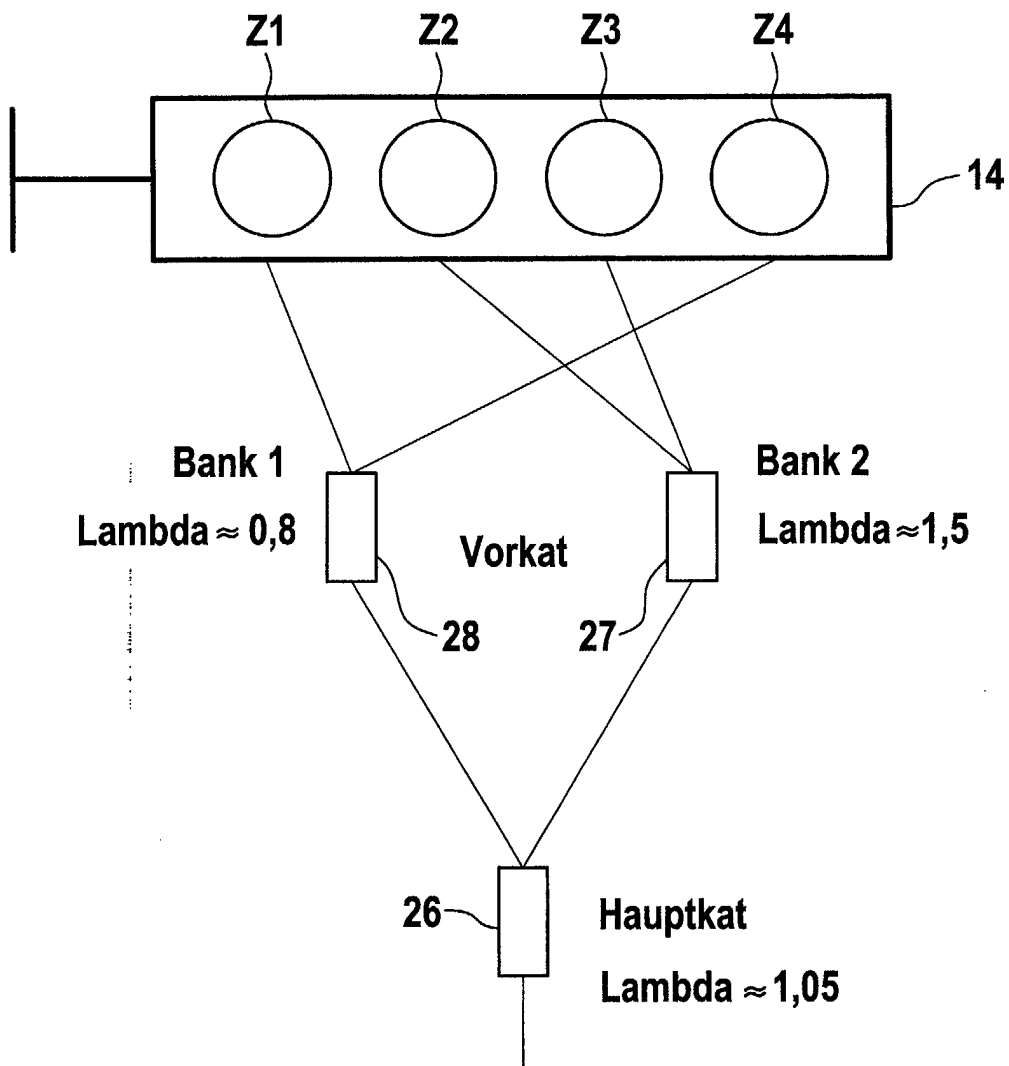 Z1 Z2 Z3 Z4
14
Bank 1
Lambda ≈ 0,8
Vorkat
Bank 2
Lambda ≈1,5
28
27
26
Hauptkat
Lambda ≈ 1,05